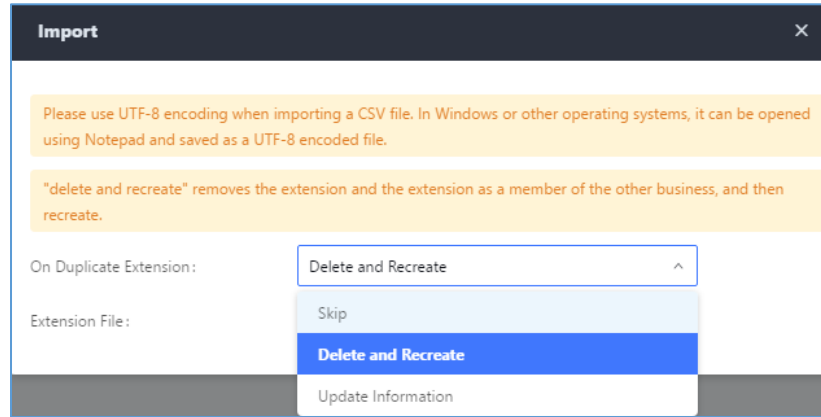 Import
Please use UTF-8 encoding when importing a CSV file. In Windows or other operating systems, it can be opened
using Notepad and saved as a UTF-8 encoded file.
"delete and recreate" removes the extension and the extension as a member of the other business, and then
recreate.
On Duplicate Extension: Delete and Recreate
Skip
Extension File:
Delete and Recreate
Update Information